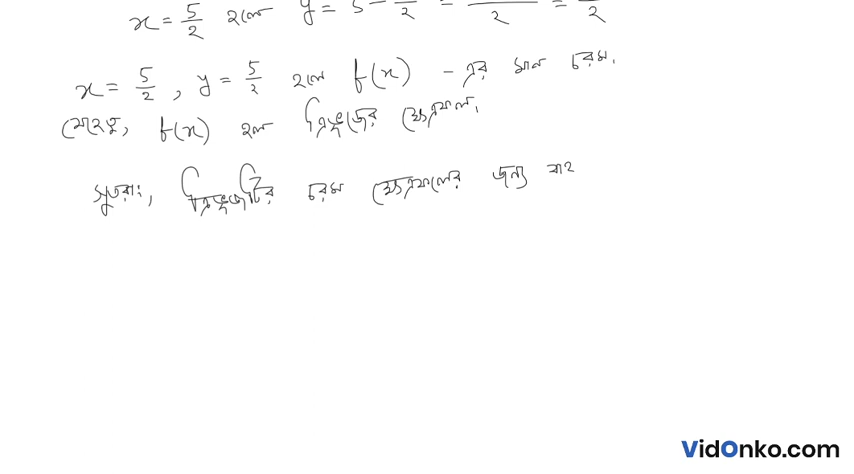 x = 5/2 হলে y = 5 - 5/2 = /2 = /2
x = 5/2, y = 5/2 হলে f(x) - এর মান চরম.
যেহেতু, f(x) হল ত্রিভুজের ক্ষেত্রফল.
সুতরাং, ত্রিভুজটির চরম ক্ষেত্রফলের জন্য বাহ
VidOnko.com